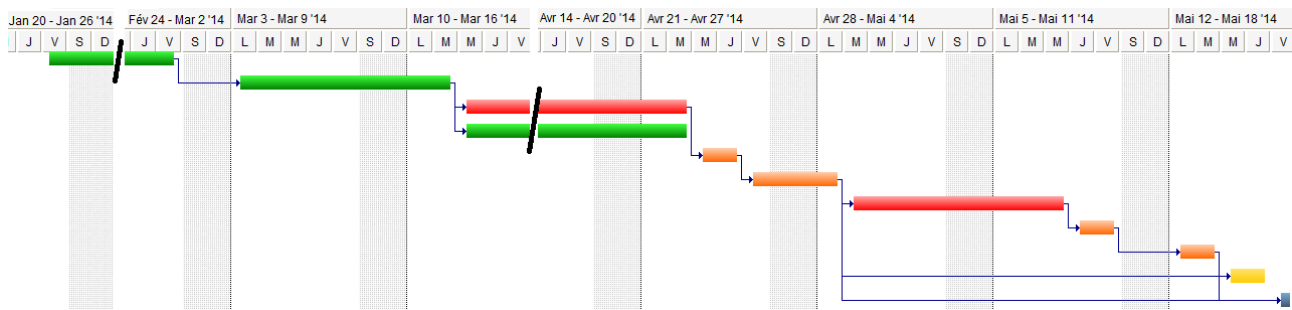 Jan 20 - Jan 26 '14 Fév 24 - Mar 2 '14 Mar 3 - Mar 9 '14 Mar 10 - Mar 16 '14 Avr 14 - Avr 20 '14 Avr 21 - Avr 27 '14 Avr 28 - Mai 4 '14 Mai 5 - Mai 11 '14 Mai 12 - Mai 18 '14
J V S D J V S D L M M J V S D L M M J V J V S D L M M J V S D L M M J V S D L M M J V S D L M M J V